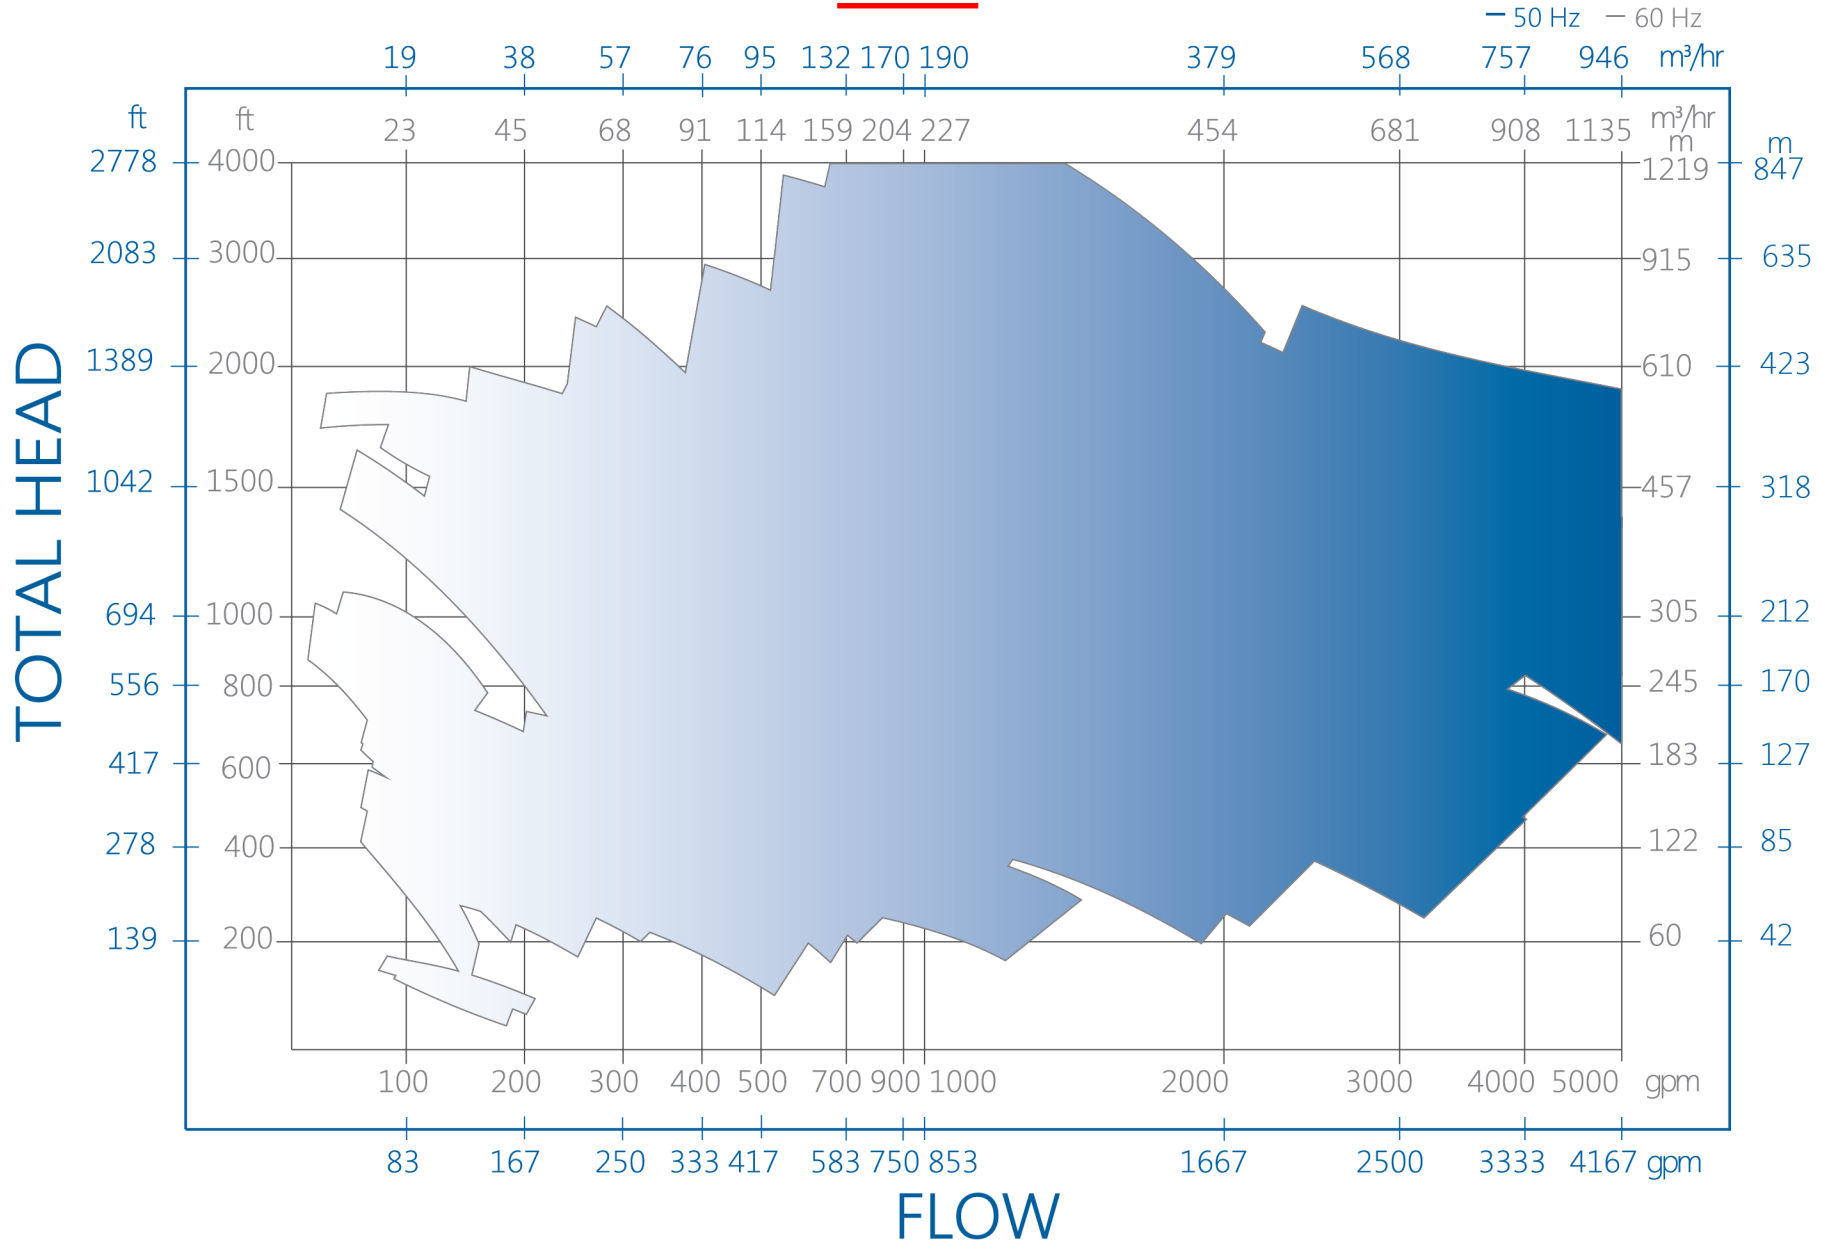 50 Hz 60 Hz
19 38 57 76 95 132 170 190 379 568 757 946 m³/hr
ft ft 23 45 68 91 114 159 204 227 454 681 908 1135 m³/hr
m m
2778 4000 1219 847
2083 3000 915 635
1389 2000 610 423
1042 1500 457 318
694 1000 305 212
556 800 245 170
417 600 183 127
278 400 122 85
139 200 60 42
TOTAL HEAD
100 200 300 400 500 700 900 1000 2000 3000 4000 5000 gpm
83 167 250 333 417 583 750 853 1667 2500 3333 4167 gpm
FLOW